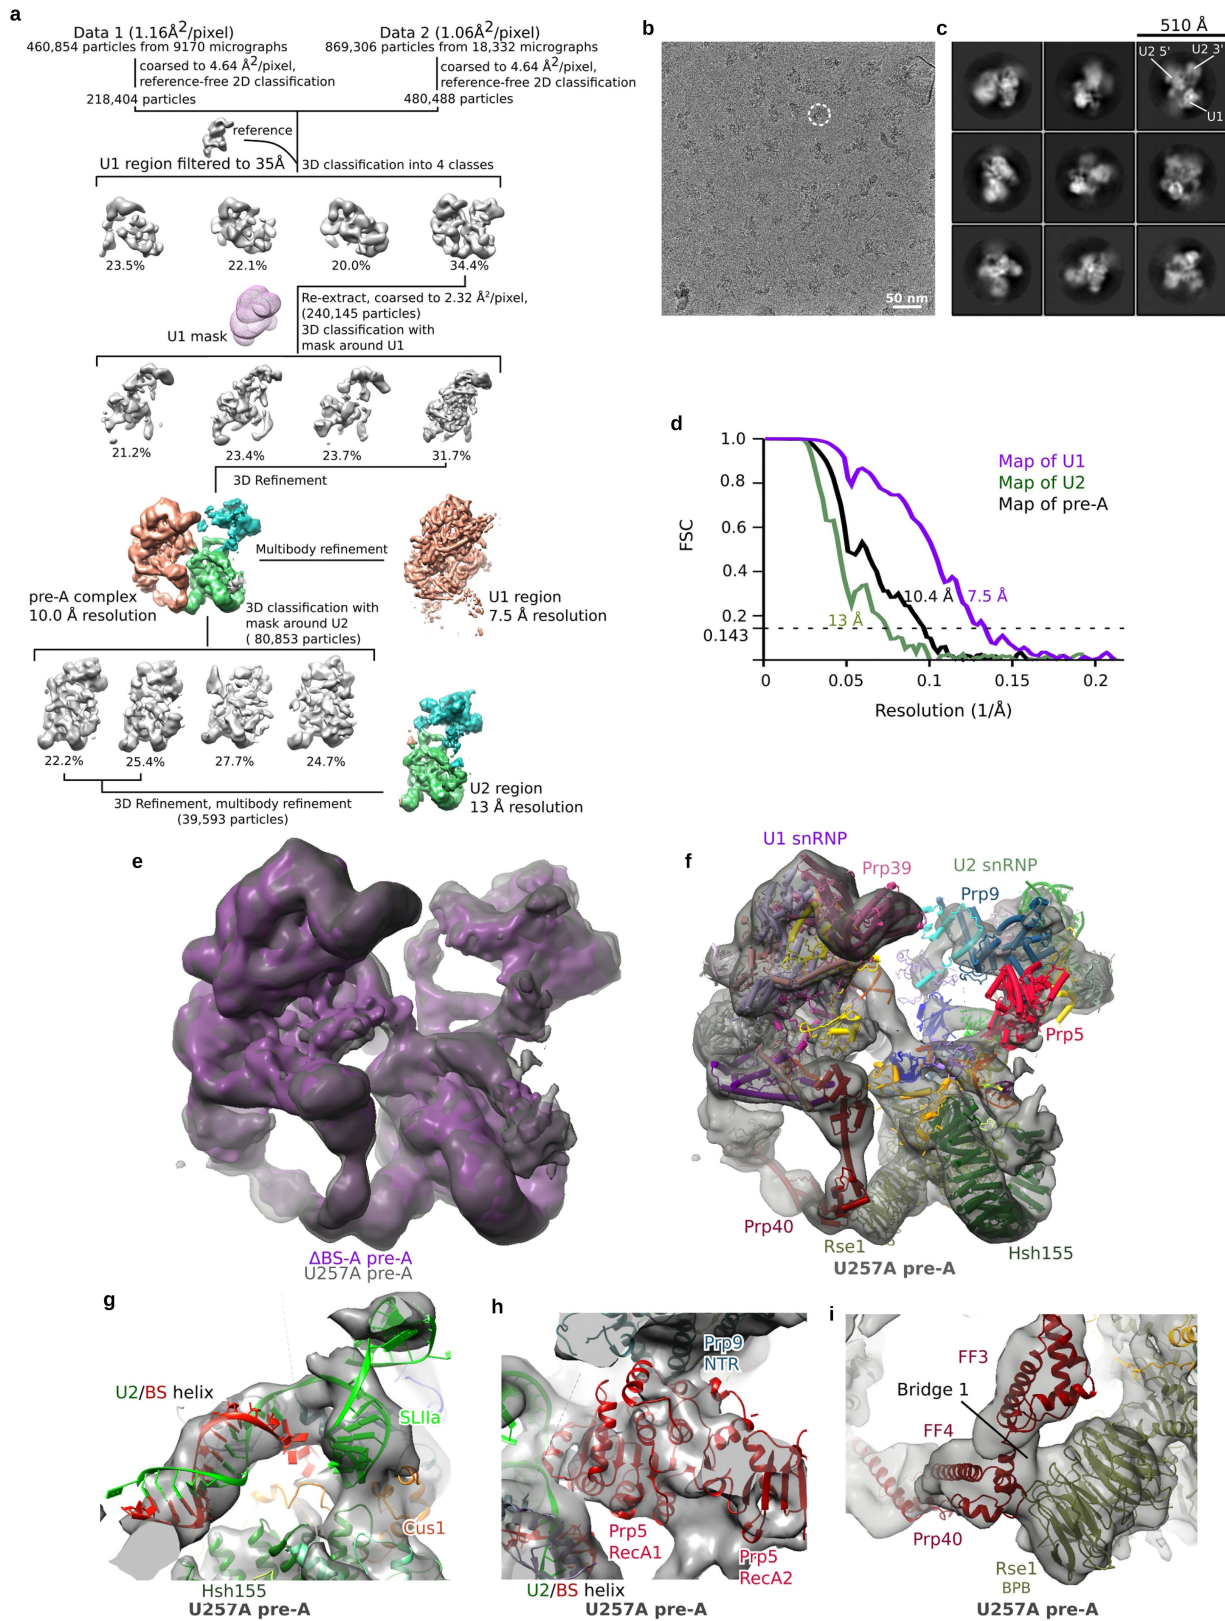 a
Data 1 (1.16Å²/pixel)
460,854 particles from 9170 micrographs
coarsed to 4.64 Å²/pixel,
reference-free 2D classification
218,404 particles
Data 2 (1.06Å²/pixel)
869,306 particles from 18,332 micrographs
coarsed to 4.64 Å²/pixel,
reference-free 2D classification
480,488 particles
reference
U1 region filtered to 35Å
3D classification into 4 classes
23.5%
22.1%
20.0%
34.4%
U1 mask
Re-extract, coarsed to 2.32 Å²/pixel,
(240,145 particles)
3D classification with
mask around U1
21.2%
23.4%
23.7%
31.7%
3D Refinement
Multibody refinement
pre-A complex
10.0 Å resolution
U1 region
7.5 Å resolution
3D classification with
mask around U2
( 80,853 particles)
22.2%
25.4%
27.7%
24.7%
3D Refinement, multibody refinement
(39,593 particles)
U2 region
13 Å resolution
b
50 nm
c
510 Å
U2 5'
U2 3'
U1
d
1.0
0.8
0.6
0.4
0.2
0.143
FSC
Map of U1
Map of U2
Map of pre-A
13 Å
10.4 Å
7.5 Å
0
0.05
0.1
0.15
0.2
Resolution (1/Å)
e
ΔBS-A pre-A
U257A pre-A
f
U1 snRNP
Prp39
U2 snRNP
Prp9
Prp5
Prp40
Rse1
Hsh155
U257A pre-A
g
U2/BS helix
SLIIa
Cus1
Hsh155
U257A pre-A
h
Prp9
NTR
Prp5
RecA1
Prp5
RecA2
U2/BS helix
U257A pre-A
i
FF3
Bridge 1
FF4
Prp40
Rse1
BPB
U257A pre-A